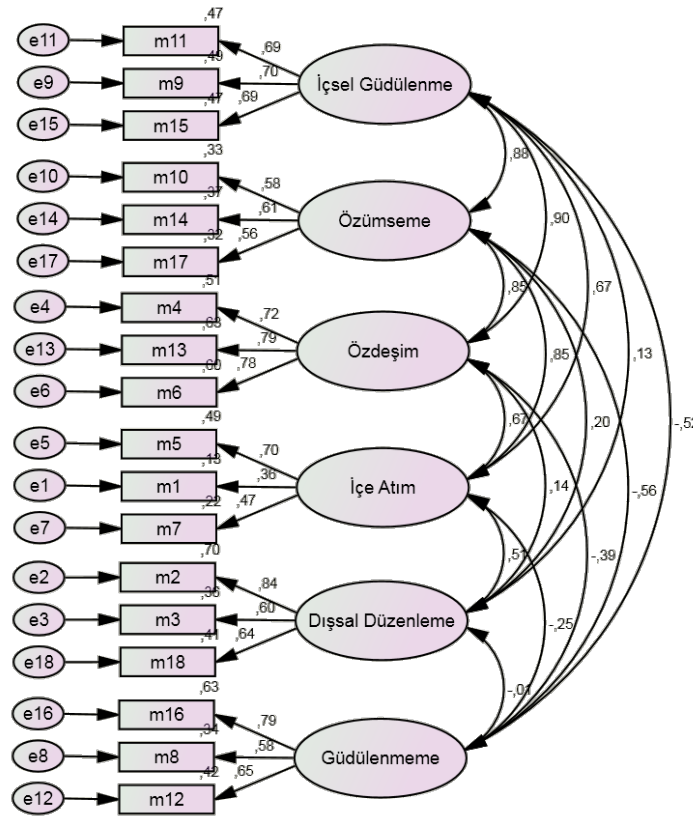 ,47
e11 m11 ,69
,49
e9 m9 ,70 İçsel Güdülenme
,47
e15 m15 ,69
,33
e10 m10 ,58
,37
e14 m14 ,61 Özümseme
,32
e17 m17 ,56
,51
e4 m4 ,72
,63
e13 m13 ,79 Özdeşim
,60
e6 m6 ,78
,49
e5 m5 ,70
,13
e1 m1 ,36 İçe Atım
,22
e7 m7 ,47
,70
e2 m2 ,84
,36
e3 m3 ,60 Dışsal Düzenleme
,41
e18 m18 ,64
,63
e16 m16 ,79
,34
e8 m8 ,58 Güdülenmeme
,42
e12 m12 ,65
,88
,90
,85
,67
,85
,13
,20
-,52
,67
,14
-,56
,51
-,39
-,25
-,01